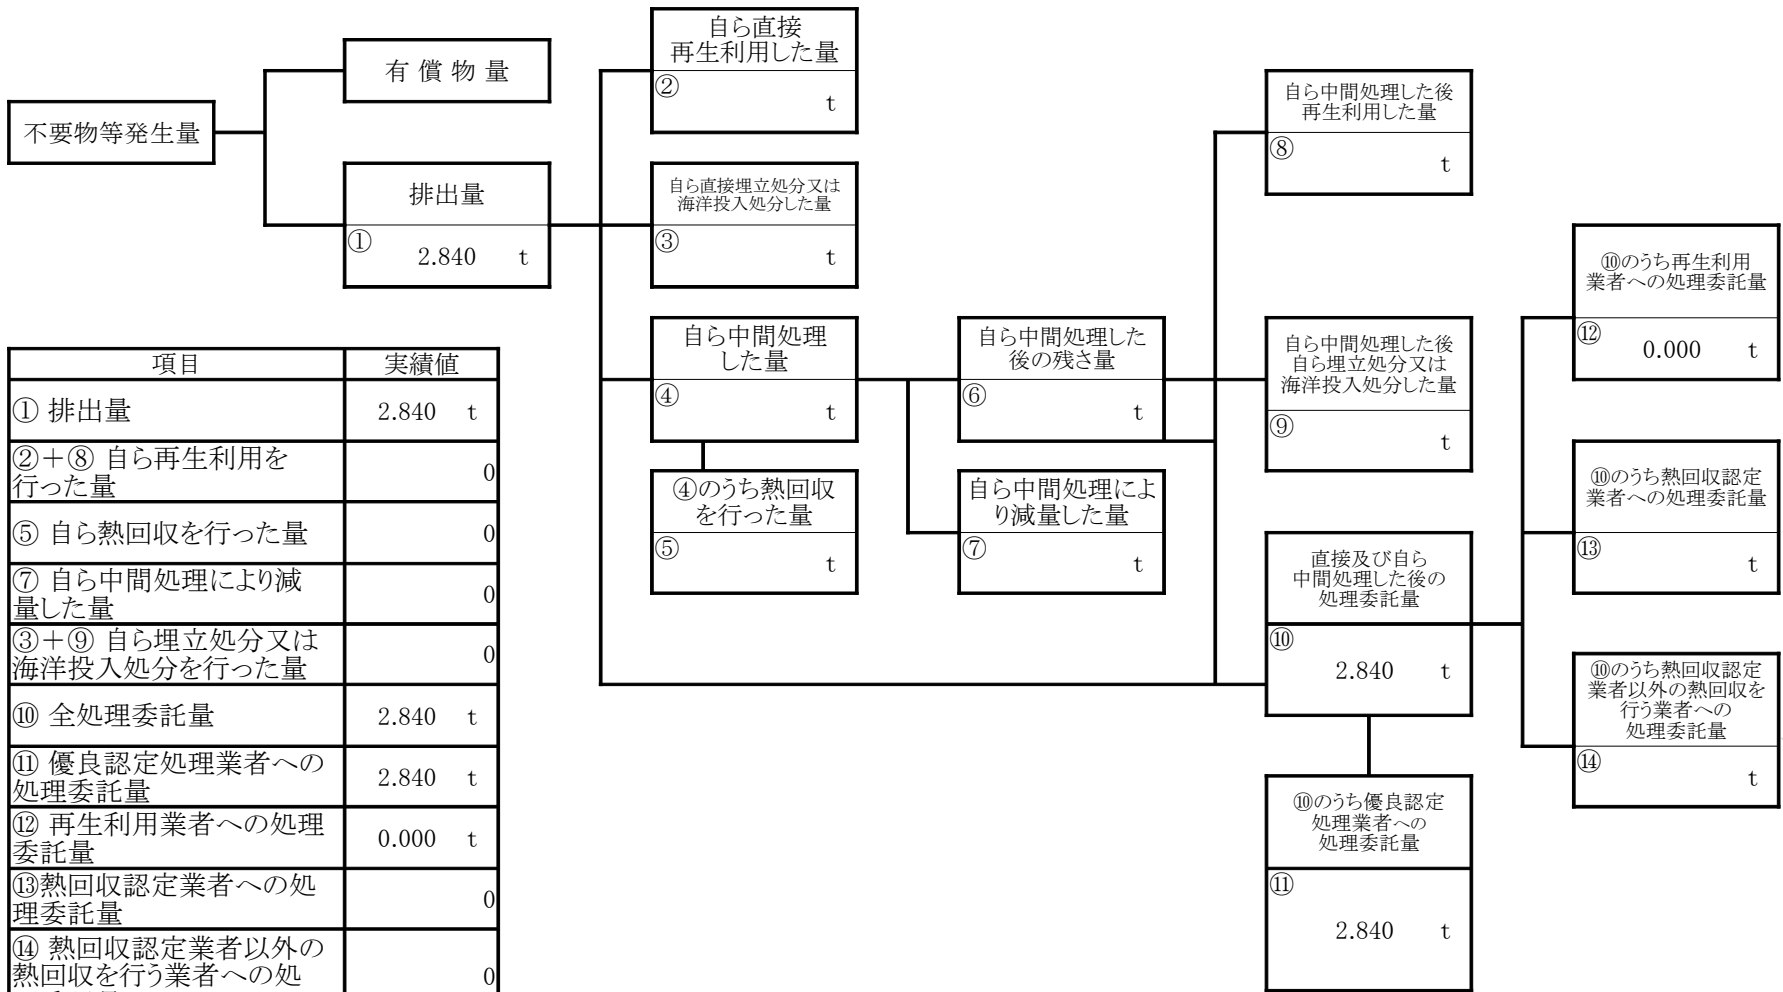 不要物等発生量
有 償 物 量
排出量
① 2.840 t
自ら直接
再生利用した量
②
t
自ら直接埋立処分又は
海洋投入処分した量
③
t
自ら中間処理
した量
④
t
④のうち熱回収
を行った量
⑤
t
自ら中間処理した
後の残さ量
⑥
t
自ら中間処理によ
り減量した量
⑦
t
自ら中間処理した後
再生利用した量
⑧
t
自ら中間処理した後
自ら埋立処分又は
海洋投入処分した量
⑨
t
直接及び自ら
中間処理した後の
処理委託量
⑩
2.840 t
⑩のうち優良認定
処理業者への
処理委託量
⑪
2.840 t
⑩のうち再生利用
業者への処理委託量
⑫
0.000 t
⑩のうち熱回収認定
業者への処理委託量
⑬
t
⑩のうち熱回収認定
業者以外の熱回収を
行う業者への
処理委託量
⑭
t
項目 実績値
① 排出量 2.840 t
②＋⑧ 自ら再生利用を
行った量 0
⑤ 自ら熱回収を行った量 0
⑦ 自ら中間処理により減
量した量 0
③＋⑨ 自ら埋立処分又は
海洋投入処分を行った量 0
⑩ 全処理委託量 2.840 t
⑪ 優良認定処理業者への
処理委託量 2.840 t
⑫ 再生利用業者への処理
委託量 0.000 t
⑬熱回収認定業者への処
理委託量 0
⑭ 熱回収認定業者以外の
熱回収を行う業者への処 0